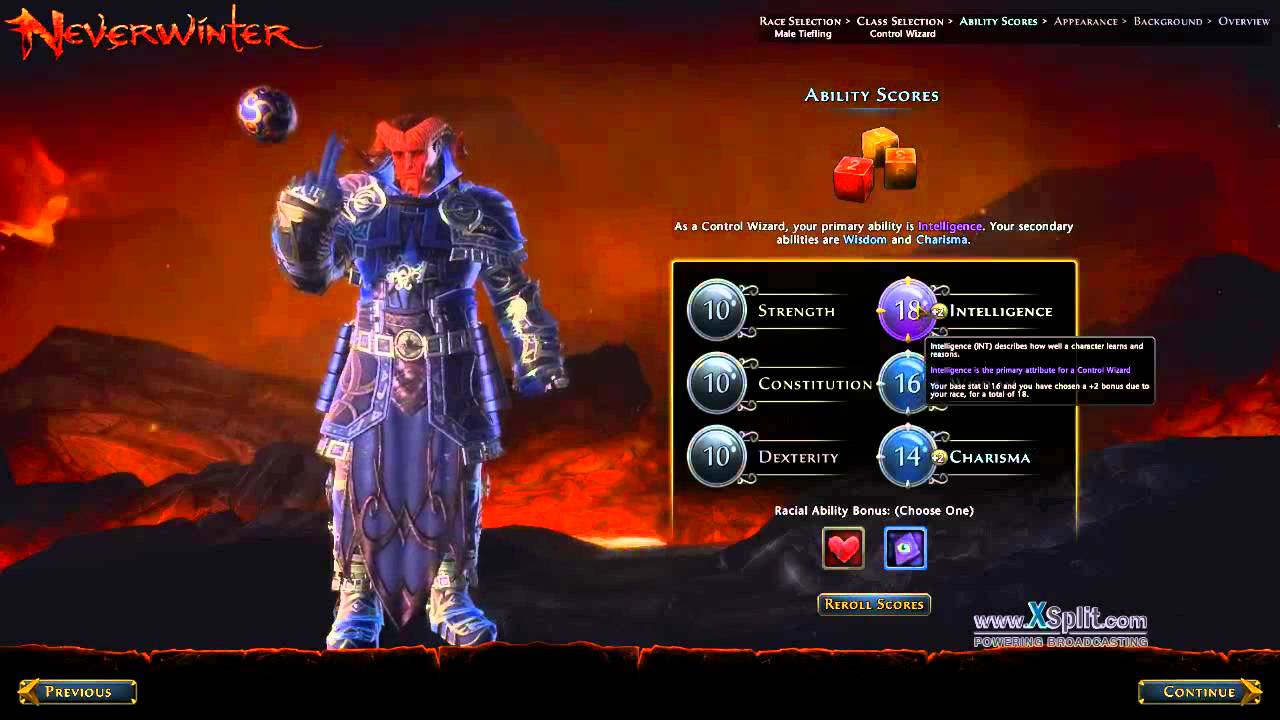 NEVERWINTER
RACE SELECTION > CLASS SELECTION > ABILITY SCORES > APPEARANCE > BACKGROUND > OVERVIEW
Male Tiefling Control Wizard
ABILITY SCORES
2 3
As a Control Wizard, your primary ability is Intelligence. Your secondary
abilities are Wisdom and Charisma.
10 STRENGTH
18 +2 INTELLIGENCE
Intelligence (INT) describes how well a character learns and
reasons.
Intelligence is the primary attribute for a Control Wizard
Your base stat is 16 and you have chosen a +2 bonus due to
your race, for a total of 18.
10 CONSTITUTION
16
10 DEXTERITY
14 +2 CHARISMA
Racial Ability Bonus: (Choose One)
REROLL SCORES
www.XSplit.com
POWERING BROADCASTING
PREVIOUS
CONTINUE